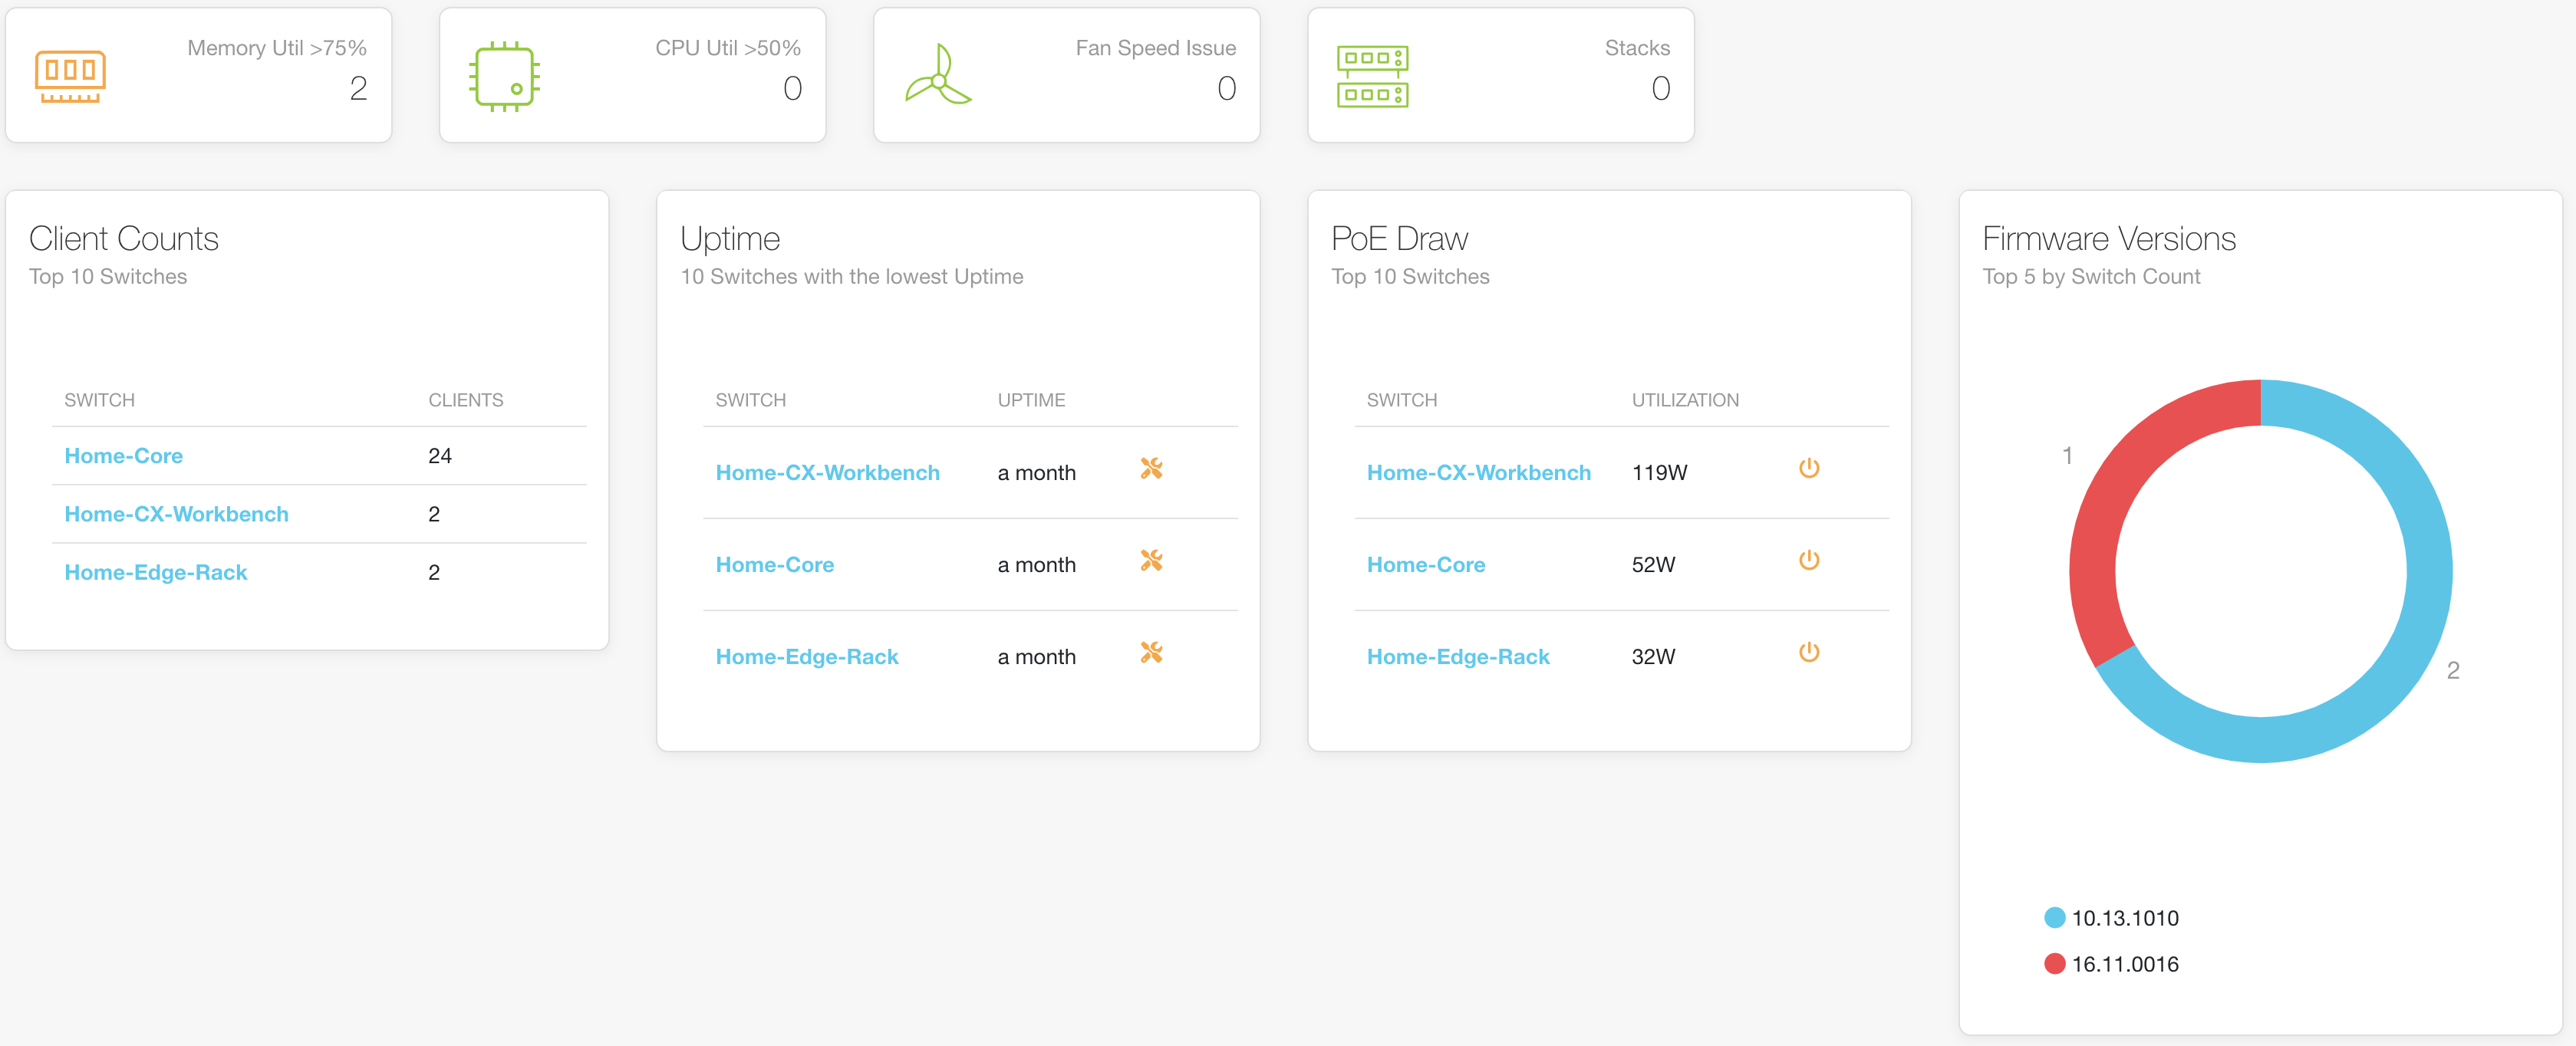 Memory Util >75%
2
CPU Util >50%
0
Fan Speed Issue
0
Stacks
0
Client Counts
Top 10 Switches
SWITCH CLIENTS
Home-Core 24
Home-CX-Workbench 2
Home-Edge-Rack 2
Uptime
10 Switches with the lowest Uptime
SWITCH UPTIME
Home-CX-Workbench a month
Home-Core a month
Home-Edge-Rack a month
PoE Draw
Top 10 Switches
SWITCH UTILIZATION
Home-CX-Workbench 119W
Home-Core 52W
Home-Edge-Rack 32W
Firmware Versions
Top 5 by Switch Count
1
2
10.13.1010
16.11.0016